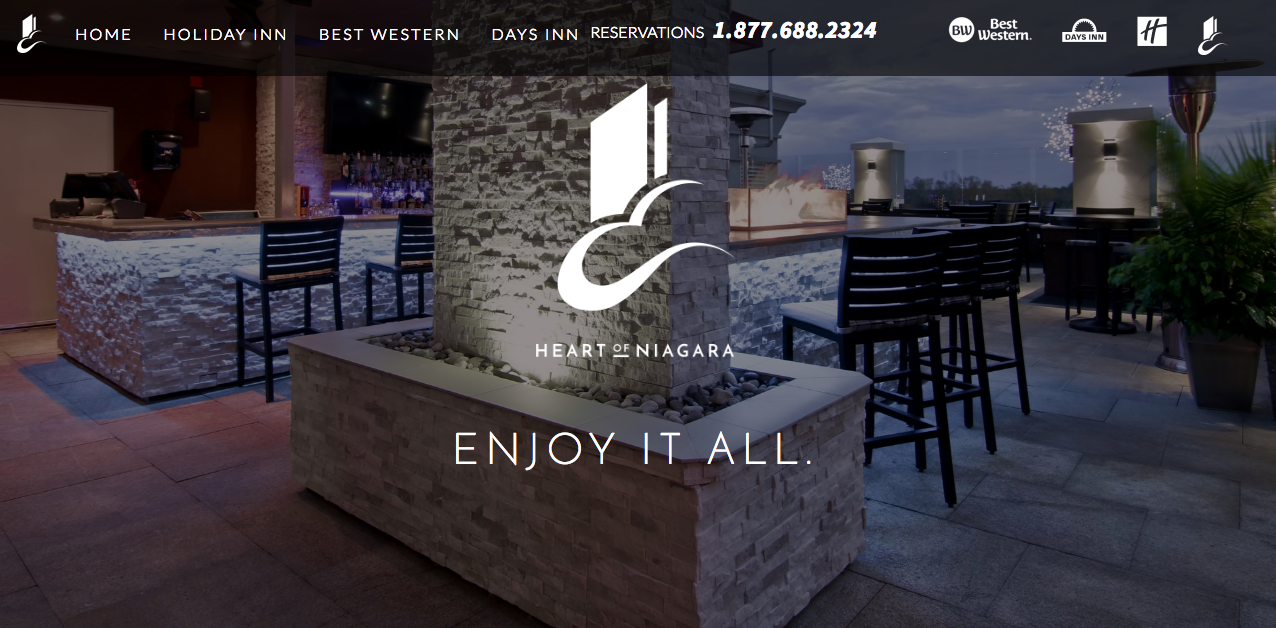 HOME HOLIDAY INN BEST WESTERN DAYS INN RESERVATIONS 1.877.688.2324
BW Best Western. DAYS INN H
HEART OF NIAGARA
ENJOY IT ALL.